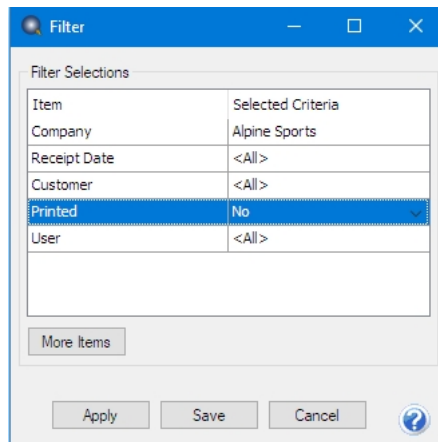 Filter
Filter Selections
Item Selected Criteria
Company Alpine Sports
Receipt Date <All>
Customer <All>
Printed No
User <All>
More Items
Apply Save Cancel
?